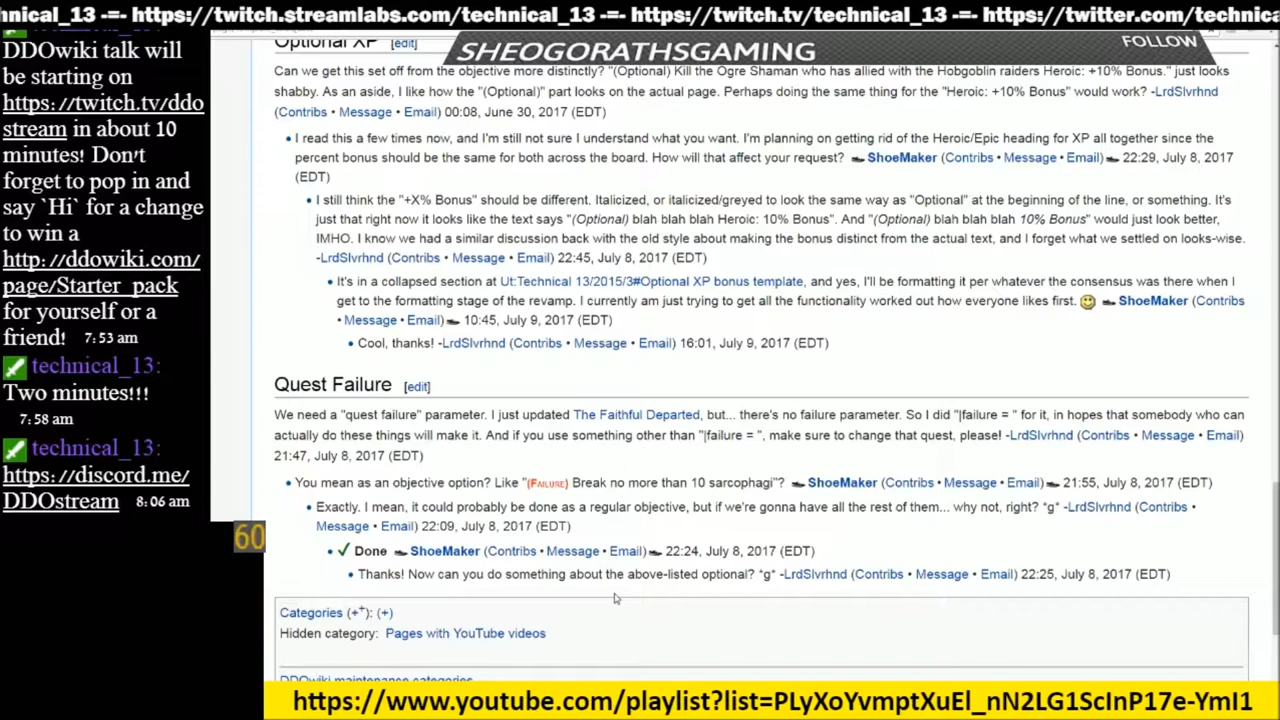 -=- https://twitch.streamlabs.com/technical_13 -=- https://twitch.tv/technical_13 -=- https://twitter.com/technica
DDOwiki talk will
be starting on
https://twitch.tv/ddo
stream in about 10
minutes! Don't
forget to pop in and
say `Hi` for a change
to win a
http://ddowiki.com/
page/Starter_pack
for yourself or a
friend! 7:53 am
technical_13:
Two minutes!!!
7:58 am
technical_13:
https://discord.me/
DDOstream 8:06 am
60
SHEOGORATHSGAMING
FOLLOW
Optional XP [edit]
Can we get this set off from the objective more distinctly? "(Optional) Kill the Ogre Shaman who has allied with the Hobgoblin raiders Heroic: +10% Bonus." just looks
shabby. As an aside, I like how the "(Optional)" part looks on the actual page. Perhaps doing the same thing for the "Heroic: +10% Bonus" would work? -LrdSlvrhnd
(Contribs • Message • Email) 00:08, June 30, 2017 (EDT)
• I read this a few times now, and I'm still not sure I understand what you want. I'm planning on getting rid of the Heroic/Epic heading for XP all together since the
percent bonus should be the same for both across the board. How will that affect your request? ShoeMaker (Contribs • Message • Email) 22:29, July 8, 2017
(EDT)
• I still think the "+X% Bonus" should be different. Italicized, or italicized/greyed to look the same way as "Optional" at the beginning of the line, or something. It's
just that right now it looks like the text says "(Optional) blah blah blah Heroic: 10% Bonus". And "(Optional) blah blah blah 10% Bonus" would just look better,
IMHO. I know we had a similar discussion back with the old style about making the bonus distinct from the actual text, and I forget what we settled on looks-wise.
-LrdSlvrhnd (Contribs • Message • Email) 22:45, July 8, 2017 (EDT)
• It's in a collapsed section at Ut:Technical 13/2015/3#Optional XP bonus template, and yes, I'll be formatting it per whatever the consensus was there when I
get to the formatting stage of the revamp. I currently am just trying to get all the functionality worked out how everyone likes first. ShoeMaker (Contribs
• Message • Email) 10:45, July 9, 2017 (EDT)
• Cool, thanks! -LrdSlvrhnd (Contribs • Message • Email) 16:01, July 9, 2017 (EDT)
Quest Failure [edit]
We need a "quest failure" parameter. I just updated The Faithful Departed, but... there's no failure parameter. So I did "|failure = " for it, in hopes that somebody who can
actually do these things will make it. And if you use something other than "|failure = ", make sure to change that quest, please! -LrdSlvrhnd (Contribs • Message • Email)
21:47, July 8, 2017 (EDT)
• You mean as an objective option? Like "(Failure) Break no more than 10 sarcophagi"? ShoeMaker (Contribs • Message • Email) 21:55, July 8, 2017 (EDT)
• Exactly. I mean, it could probably be done as a regular objective, but if we're gonna have all the rest of them... why not, right? *g* -LrdSlvrhnd (Contribs •
Message • Email) 22:09, July 8, 2017 (EDT)
• ✓ Done ShoeMaker (Contribs • Message • Email) 22:24, July 8, 2017 (EDT)
• Thanks! Now can you do something about the above-listed optional? *g* -LrdSlvrhnd (Contribs • Message • Email) 22:25, July 8, 2017 (EDT)
Categories (++): (+)
Hidden category: Pages with YouTube videos
DDOwiki maintenance categories
https://www.youtube.com/playlist?list=PLyXoYvmptXuEl_nN2LG1ScInP17e-YmI1